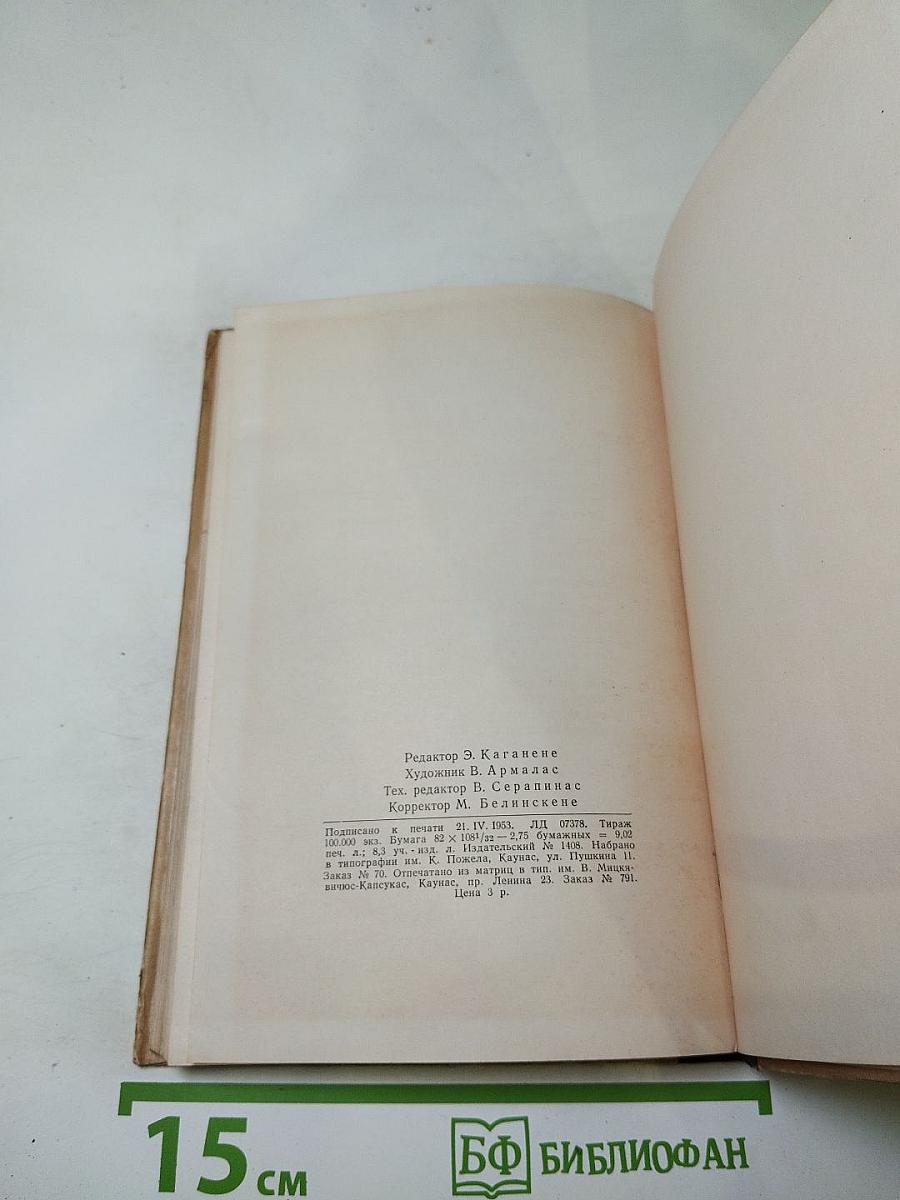 Редактор Э. Каганене
Художник В. Армалас
Тех. редактор В. Серапинас
Корректор М. Белинскене
Подписано к печати 21. IV. 1953. ЛД 07378. Тираж
100.000 экз. Бумага 82 × 108¹/₃₂ — 2,75 бумажных = 9,02
печ. л.; 8,3 уч. - изд. л. Издательский № 1408. Набрано
в типографии им. К. Пожела, Каунас, ул. Пушкина 11.
Заказ № 70. Отпечатано из матриц в тип. им. В. Мицкя-
вичюс-Капсукас, Каунас, пр. Ленина 23. Заказ № 791.
Цена 3 р.
15 см
БФ БИБЛИОФАН